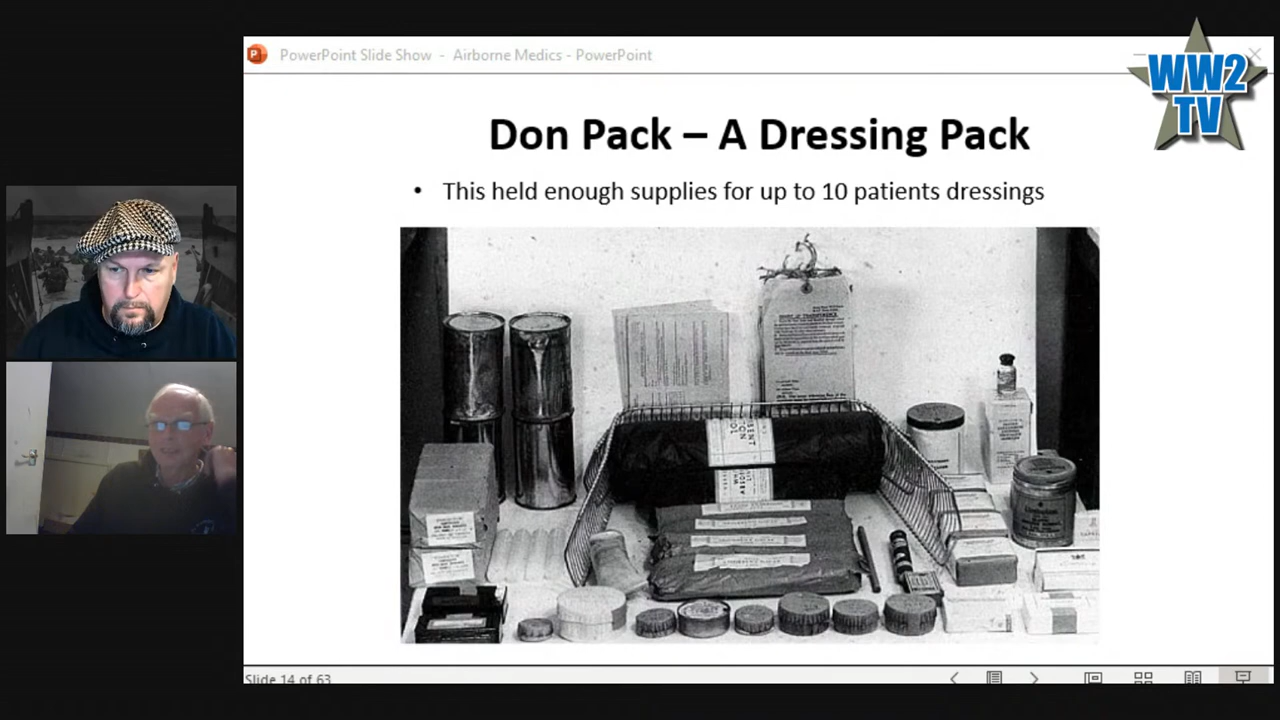 PowerPoint Slide Show - Airborne Medics - PowerPoint
WW2
TV
Don Pack – A Dressing Pack
• This held enough supplies for up to 10 patients dressings
Slide 14 of 63